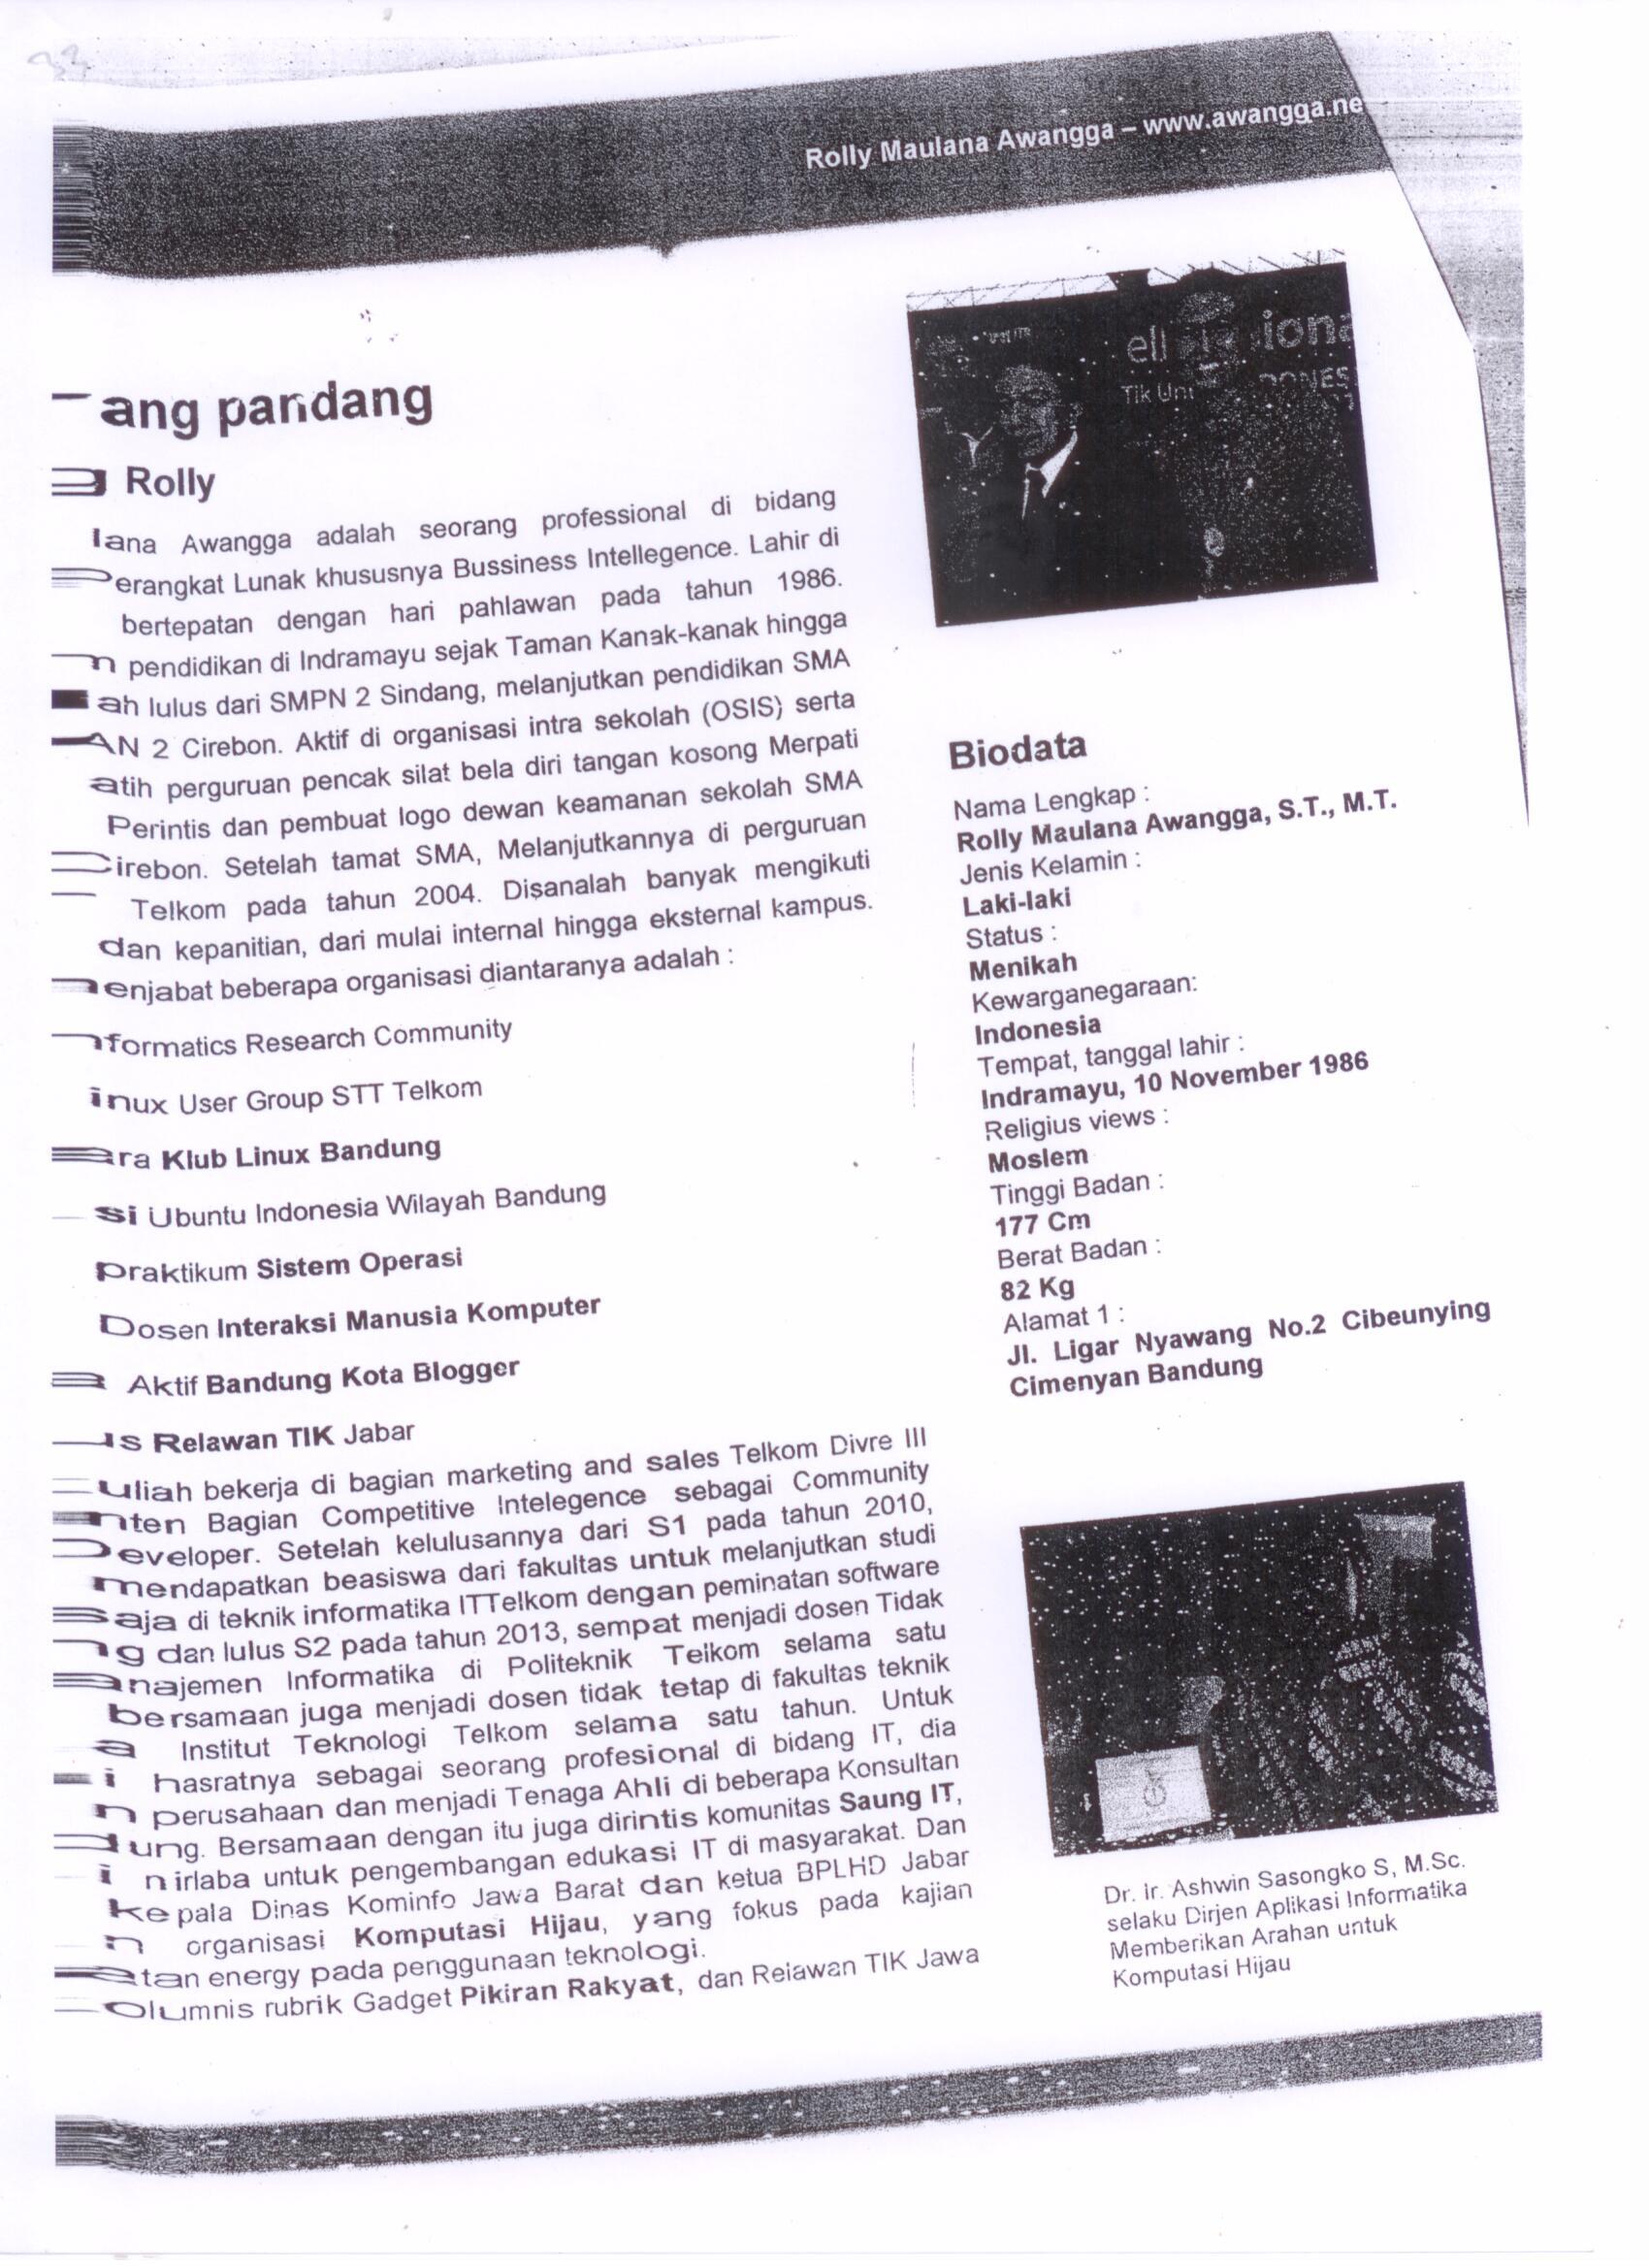 Rolly Maulana Awangga – www.awangga.ne
ang pandang
Rolly
lana Awangga adalah seorang professional di bidang
erangkat Lunak khususnya Bussiness Intellegence. Lahir di
bertepatan dengan hari pahlawan pada tahun 1986.
n pendidikan di Indramayu sejak Taman Kanak-kanak hingga
ah lulus dari SMPN 2 Sindang, melanjutkan pendidikan SMA
AN 2 Cirebon. Aktif di organisasi intra sekolah (OSIS) serta
atih perguruan pencak silat bela diri tangan kosong Merpati
Perintis dan pembuat logo dewan keamanan sekolah SMA
Cirebon. Setelah tamat SMA, Melanjutkannya di perguruan
Telkom pada tahun 2004. Disanalah banyak mengikuti
dan kepanitian, dari mulai internal hingga eksternal kampus.
enjabat beberapa organisasi diantaranya adalah :
nformatics Research Community
inux User Group STT Telkom
ara Klub Linux Bandung
si Ubuntu Indonesia Wilayah Bandung
Praktikum Sistem Operasi
Dosen Interaksi Manusia Komputer
Aktif Bandung Kota Blogger
us Relawan TIK Jabar
uliah bekerja di bagian marketing and sales Telkom Divre III
nten Bagian Competitive Intelegence sebagai Community
Developer. Setelah kelulusannya dari S1 pada tahun 2010,
mendapatkan beasiswa dari fakultas untuk melanjutkan studi
saja di teknik informatika ITTelkom dengan peminatan software
ng dan lulus S2 pada tahun 2013, sempat menjadi dosen Tidak
anajemen Informatika di Politeknik Telkom selama satu
bersamaan juga menjadi dosen tidak tetap di fakultas teknik
a Institut Teknologi Telkom selama satu tahun. Untuk
i hasratnya sebagai seorang profesional di bidang IT, dia
n perusahaan dan menjadi Tenaga Ahli di beberapa Konsultan
dung. Bersamaan dengan itu juga dirintis komunitas Saung IT,
i nirlaba untuk pengembangan edukasi IT di masyarakat. Dan
kepala Dinas Kominfo Jawa Barat dan ketua BPLHD Jabar
n organisasi Komputasi Hijau, yang fokus pada kajian
atan energy pada penggunaan teknologi.
olumnis rubrik Gadget Pikiran Rakyat, dan Relawan TIK Jawa
ell iona
Tik Un
Biodata
Nama Lengkap :
Rolly Maulana Awangga, S.T., M.T.
Jenis Kelamin :
Laki-laki
Status :
Menikah
Kewarganegaraan:
Indonesia
Tempat, tanggal lahir :
Indramayu, 10 November 1986
Religius views :
Moslem
Tinggi Badan :
177 Cm
Berat Badan :
82 Kg
Alamat 1 :
Jl. Ligar Nyawang No.2 Cibeunying
Cimenyan Bandung
Dr. ir. Ashwin Sasongko S, M.Sc.
selaku Dirjen Aplikasi Informatika
Memberikan Arahan untuk
Komputasi Hijau